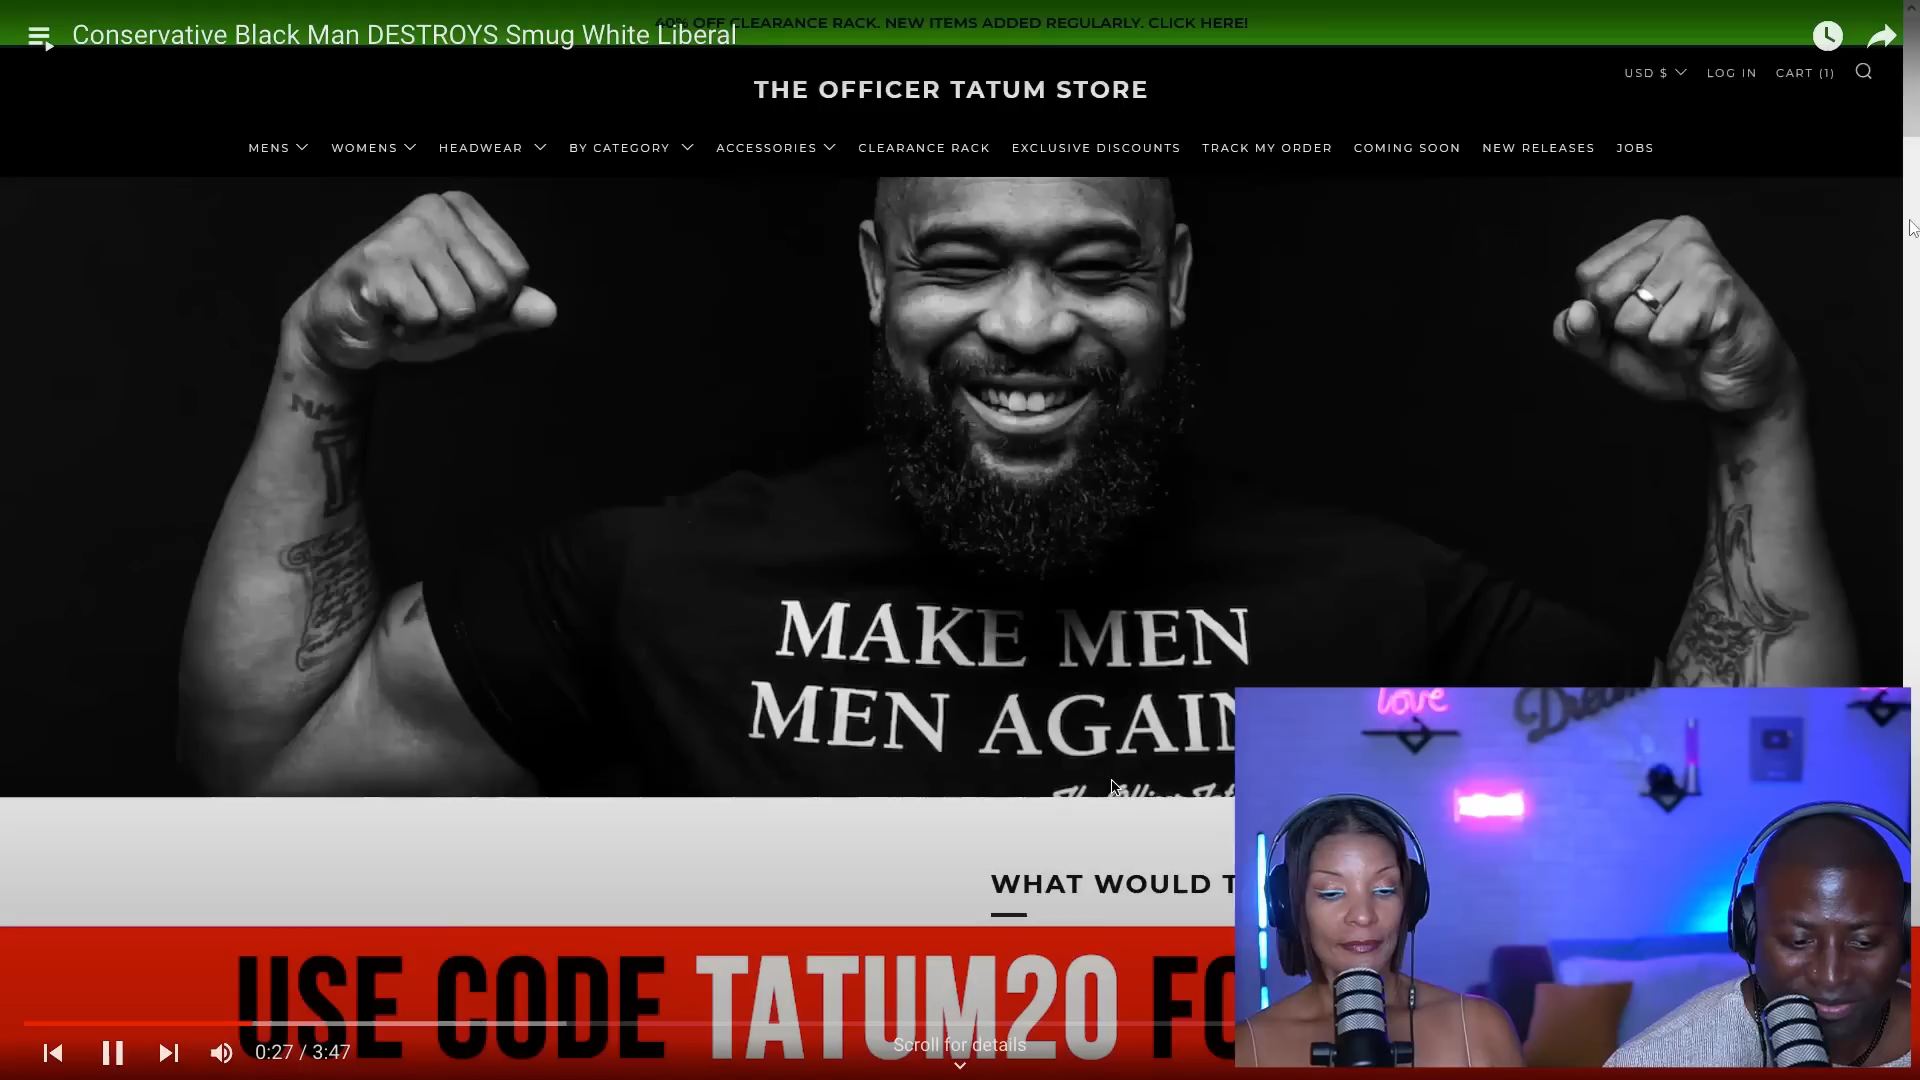 40% OFF CLEARANCE RACK. NEW ITEMS ADDED REGULARLY. CLICK HERE!
Conservative Black Man DESTROYS Smug White Liberal
USD $ LOG IN CART (1)
THE OFFICER TATUM STORE
MENS WOMENS HEADWEAR BY CATEGORY ACCESSORIES CLEARANCE RACK EXCLUSIVE DISCOUNTS TRACK MY ORDER COMING SOON NEW RELEASES JOBS
MAKE MEN
MEN AGAIN
love
WHAT WOULD
USE CODE TATUM20
Scroll for details
0:27 / 3:47